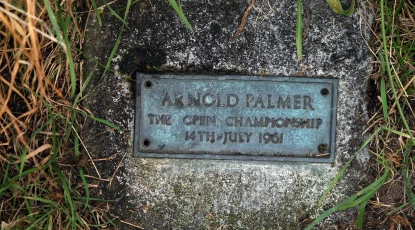 ARNOLD PALMER
THE OPEN CHAMPIONSHIP
14TH-JULY 1961